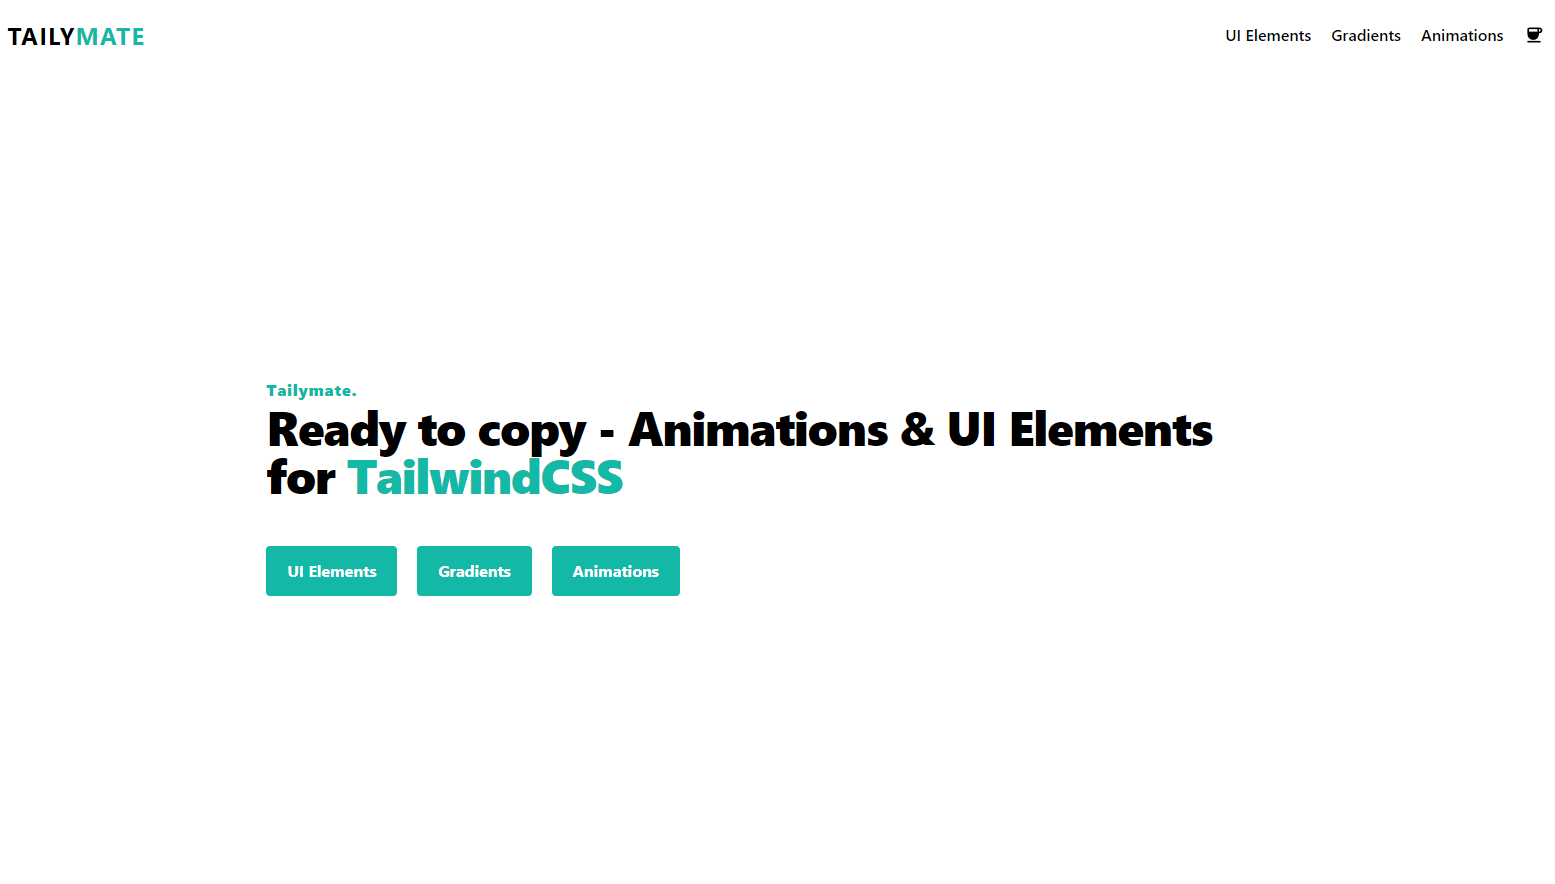 TAILYMATE
UI Elements Gradients Animations
Tailymate.
Ready to copy - Animations & UI Elements
for TailwindCSS
UI Elements Gradients Animations